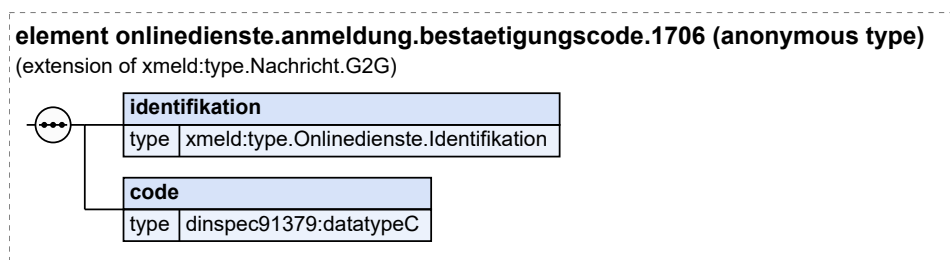 element onlinedienste.anmeldung.bestaetigungscode.1706 (anonymous type)
(extension of xmeld:type.Nachricht.G2G)
identifikation
type xmeld:type.Onlinedienste.Identifikation
code
type dinspec91379:datatypeC